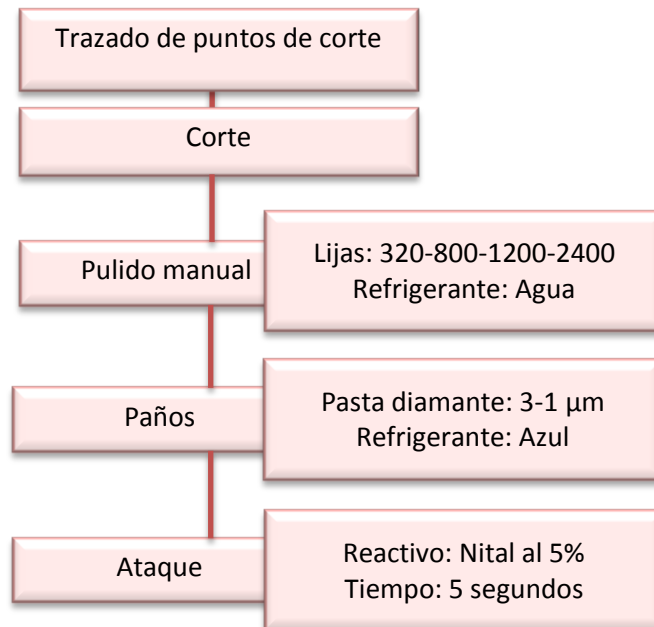 Trazado de puntos de corte
Corte
Pulido manual
Lijas: 320-800-1200-2400
Refrigerante: Agua
Paños
Pasta diamante: 3-1 µm
Refrigerante: Azul
Ataque
Reactivo: Nital al 5%
Tiempo: 5 segundos